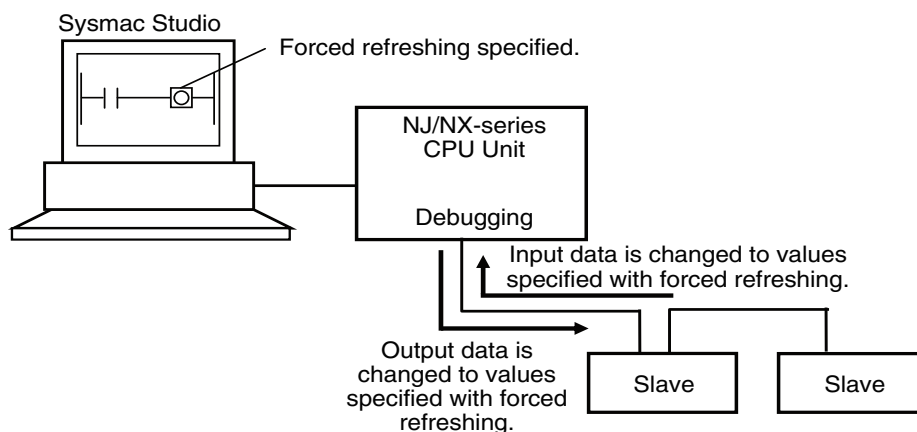 Sysmac Studio
Forced refreshing specified.
NJ/NX-series
CPU Unit
Debugging
Input data is changed to values
specified with forced refreshing.
Output data is
changed to values
specified with forced
refreshing.
Slave
Slave